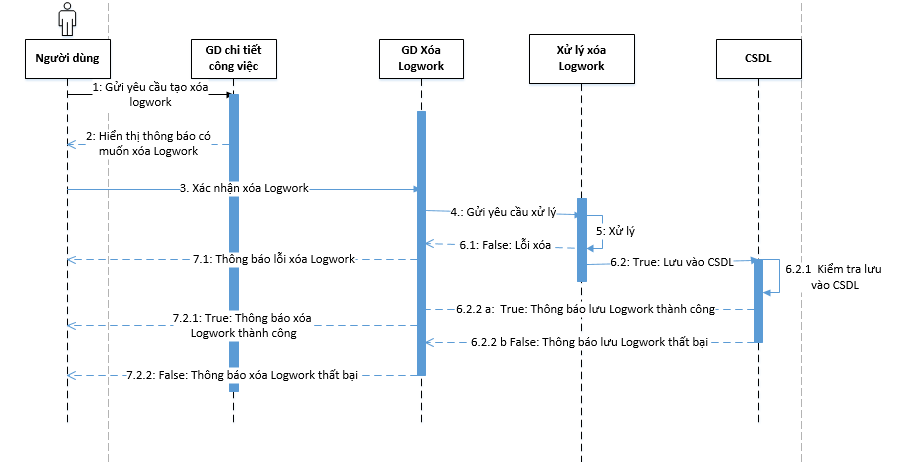 Người dùng
GD chi tiết
công việc
GD Xóa
Logwork
Xử lý xóa
Logwork
CSDL
1: Gửi yêu cầu tạo xóa
logwork
2: Hiển thị thông báo có
muốn xóa Logwork
3. Xác nhận xóa Logwork
4.: Gửi yêu cầu xử lý
5: Xử lý
6.1: False: Lỗi xóa
7.1: Thông báo lỗi xóa Logwork
6.2: True: Lưu vào CSDL
6.2.1 Kiểm tra lưu
vào CSDL
6.2.2 a: True: Thông báo lưu Logwork thành công
7.2.1: True: Thông báo xóa
Logwork thành công
6.2.2 b False: Thông báo lưu Logwork thất bại
7.2.2: False: Thông báo xóa Logwork thất bại